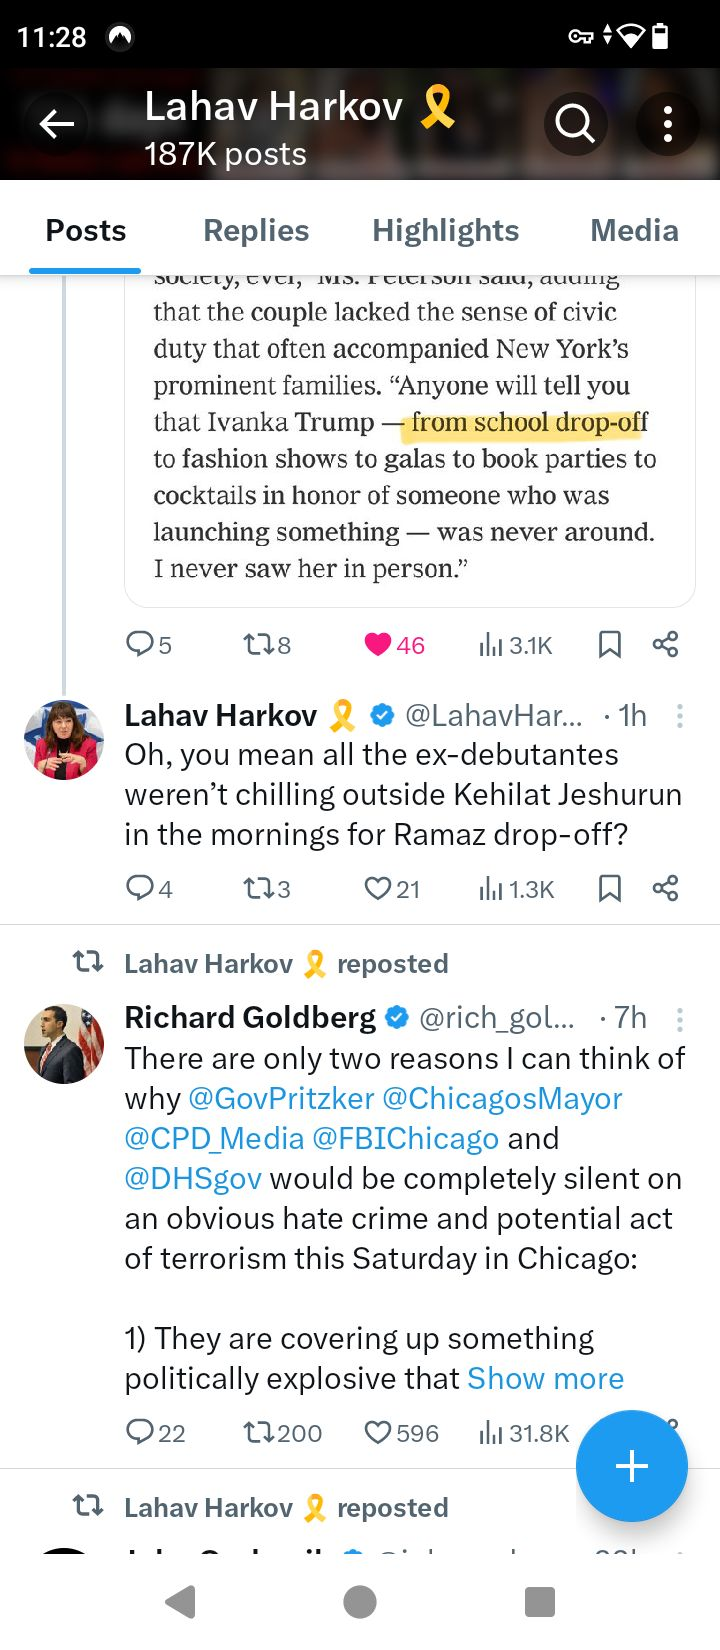 11:28
Lahav Harkov 🎗
187K posts
Posts Replies Highlights Media
society, ever," Ms. Peterson said, adding
that the couple lacked the sense of civic
duty that often accompanied New York's
prominent families. “Anyone will tell you
that Ivanka Trump — from school drop-off
to fashion shows to galas to book parties to
cocktails in honor of someone who was
launching something — was never around.
I never saw her in person.”
5 8 46 3.1K
Lahav Harkov 🎗 @LahavHar... · 1h
Oh, you mean all the ex-debutantes
weren’t chilling outside Kehilat Jeshurun
in the mornings for Ramaz drop-off?
4 3 21 1.3K
Lahav Harkov 🎗 reposted
Richard Goldberg @rich_gol... · 7h
There are only two reasons I can think of
why @GovPritzker @ChicagosMayor
@CPD_Media @FBIChicago and
@DHSgov would be completely silent on
an obvious hate crime and potential act
of terrorism this Saturday in Chicago:
1) They are covering up something
politically explosive that Show more
22 200 596 31.8K
Lahav Harkov 🎗 reposted